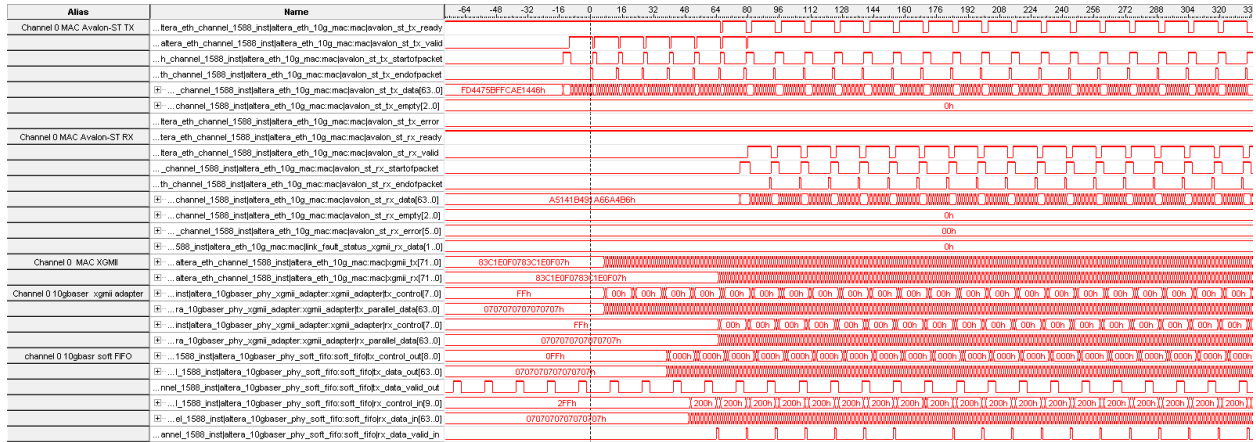 Alias Name -64 -48 -32 -16 0 16 32 48 64 80 96 112 128 144 160 176 192 208 224 240 256 272 288 304 320 33
Channel 0 MAC Avalon-ST TX ...ltera_eth_channel_1588_inst|altera_eth_10g_mac:mac|avalon_st_tx_ready
...altera_eth_channel_1588_inst|altera_eth_10g_mac:mac|avalon_st_tx_valid
...h_channel_1588_inst|altera_eth_10g_mac:mac|avalon_st_tx_startofpacket
...th_channel_1588_inst|altera_eth_10g_mac:mac|avalon_st_tx_endofpacket
..._channel_1588_inst|altera_eth_10g_mac:mac|avalon_st_tx_data[63..0] FD4475BFFCAE1446h
...channel_1588_inst|altera_eth_10g_mac:mac|avalon_st_tx_empty[2..0] 0h
...ltera_eth_channel_1588_inst|altera_eth_10g_mac:mac|avalon_st_tx_error
Channel 0 MAC Avalon-ST RX ...tera_eth_channel_1588_inst|altera_eth_10g_mac:mac|avalon_st_rx_ready
...ltera_eth_channel_1588_inst|altera_eth_10g_mac:mac|avalon_st_rx_valid
..._channel_1588_inst|altera_eth_10g_mac:mac|avalon_st_rx_startofpacket
...th_channel_1588_inst|altera_eth_10g_mac:mac|avalon_st_rx_endofpacket
...channel_1588_inst|altera_eth_10g_mac:mac|avalon_st_rx_data[63..0]
...channel_1588_inst|altera_eth_10g_mac:mac|avalon_st_rx_empty[2..0] 0h
..._channel_1588_inst|altera_eth_10g_mac:mac|avalon_st_rx_error[5..0] 00h
...588_inst|altera_eth_10g_mac:mac|link_fault_status_xgmii_rx_data[1..0] 0h
Channel 0 MAC XGMII ...altera_eth_channel_1588_inst|altera_eth_10g_mac:mac|xgmii_tx[71..0] 83C1E0F0783C1E0F07h
...altera_eth_channel_1588_inst|altera_eth_10g_mac:mac|xgmii_rx[71..0] 83C1E0F0783C1E0F07h
Channel 0 10gbaser xgmii adapter ...inst|altera_10gbaser_phy_xgmii_adapter:xgmii_adapter|tx_control[7..0] FFh 00h 00h 00h 00h 00h 00h 00h 00h 00h 00h 00h 00h 00h 00h 00h 00h 00h 00h 00h 00h 00h 00h
...ra_10gbaser_phy_xgmii_adapter:xgmii_adapter|tx_parallel_data[63..0] 0707070707070707h
...inst|altera_10gbaser_phy_xgmii_adapter:xgmii_adapter|rx_control[7..0] FFh 00h 00h 00h 00h 00h 00h 00h 00h 00h 00h 00h 00h 00h 00h 00h 00h 00h 00h
...ra_10gbaser_phy_xgmii_adapter:xgmii_adapter|rx_parallel_data[63..0] 0707070707070707h
channel 0 10gbasr soft FIFO ...1588_inst|altera_10gbaser_phy_soft_fifo:soft_fifo|tx_control_out[8..0] 0FFh 000h 000h 000h 000h 000h 000h 000h 000h 000h 000h 000h 000h 000h 000h 000h 000h 000h 000h 000h 000h
...l_1588_inst|altera_10gbaser_phy_soft_fifo:soft_fifo|tx_data_out[63..0] 0707070707070707h
...nnel_1588_inst|altera_10gbaser_phy_soft_fifo:soft_fifo|tx_data_valid_out
...l_1588_inst|altera_10gbaser_phy_soft_fifo:soft_fifo|rx_control_in[9..0] 2FFh 200h 200h 200h 200h 200h 200h 200h 200h 200h 200h 200h 200h 200h 200h 200h 200h 200h 200h 200h
...el_1588_inst|altera_10gbaser_phy_soft_fifo:soft_fifo|rx_data_in[63..0] 0707070707070707h
...annel_1588_inst|altera_10gbaser_phy_soft_fifo:soft_fifo|rx_data_valid_in